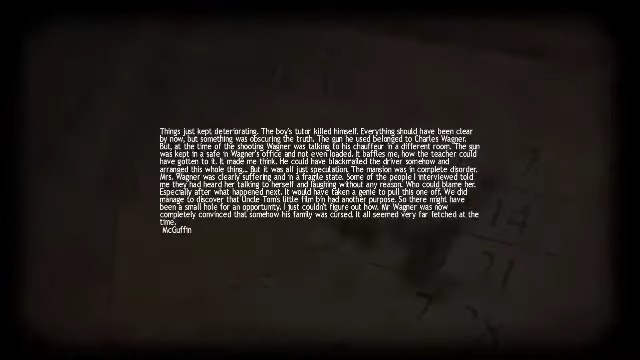 Things just kept deteriorating. The boy's tutor killed himself. Everything should have been clear
by now, but something was obscuring the truth. The gun he used belonged to Charles Wagner.
But, at the time of the shooting Wagner was talking to his chauffeur in a different room. The gun
was kept in a safe in Wagner's office and not even loaded. It baffles me, how the teacher could
have gotten to it. It made me think. He could have blackmailed the driver somehow and
arranged this whole thing... But it was all just speculation. The mansion was in complete disorder.
Mrs. Wagner was clearly suffering and in a fragile state. Some of the people I interviewed told
me they had heard her talking to herself and laughing without any reason. Who could blame her.
Especially after what happened next. It would have taken a genie to pull this one off. We did
manage to discover that Uncle Tom's little film bin had another purpose. So there might have
been a small hole for an opportunity. I just couldn't figure out how. Mr Wagner was now
completely convinced that somehow his family was cursed. It all seemed very far fetched at the
time.
McGuffin
14
71
7